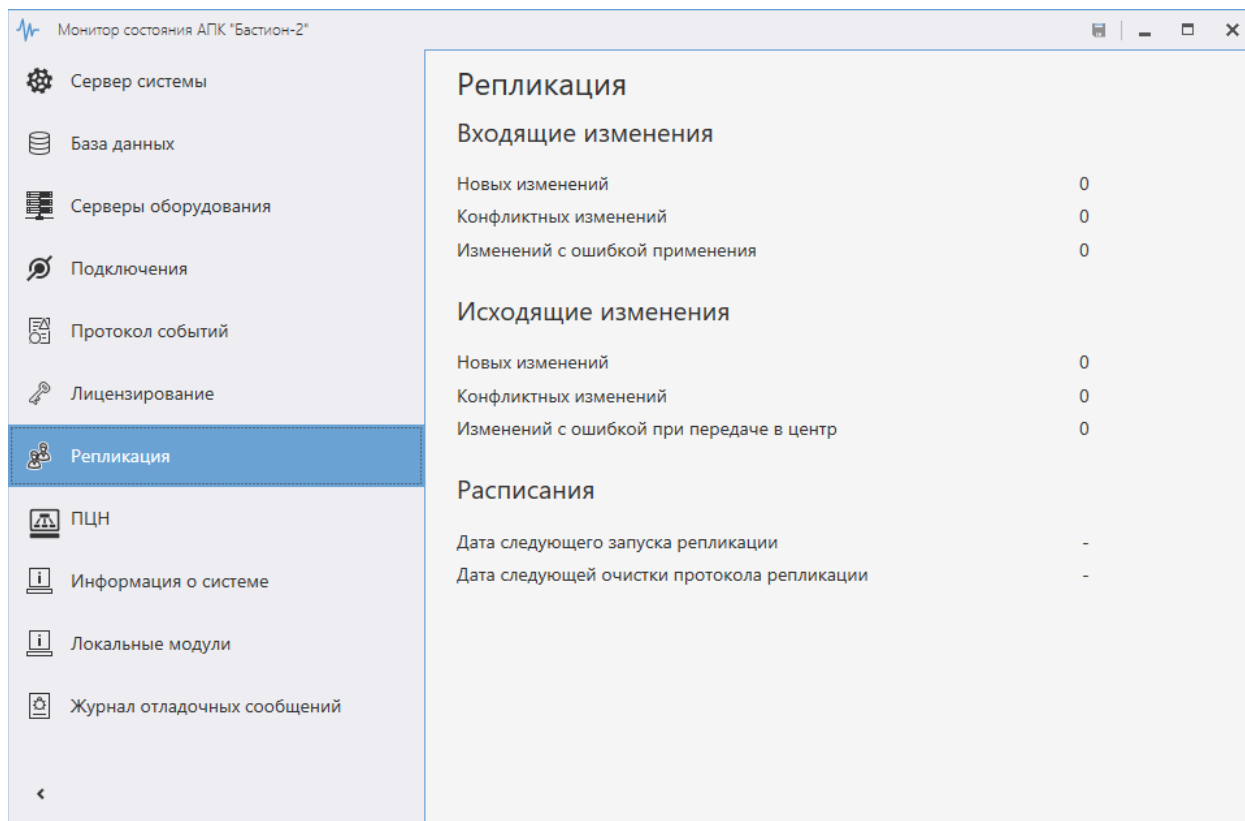 Монитор состояния АПК "Бастион-2"
Сервер системы
База данных
Серверы оборудования
Подключения
Протокол событий
Лицензирование
Репликация
ПЦН
Информация о системе
Локальные модули
Журнал отладочных сообщений
Репликация
Входящие изменения
Новых изменений 0
Конфликтных изменений 0
Изменений с ошибкой применения 0
Исходящие изменения
Новых изменений 0
Конфликтных изменений 0
Изменений с ошибкой при передаче в центр 0
Расписания
Дата следующего запуска репликации -
Дата следующей очистки протокола репликации -